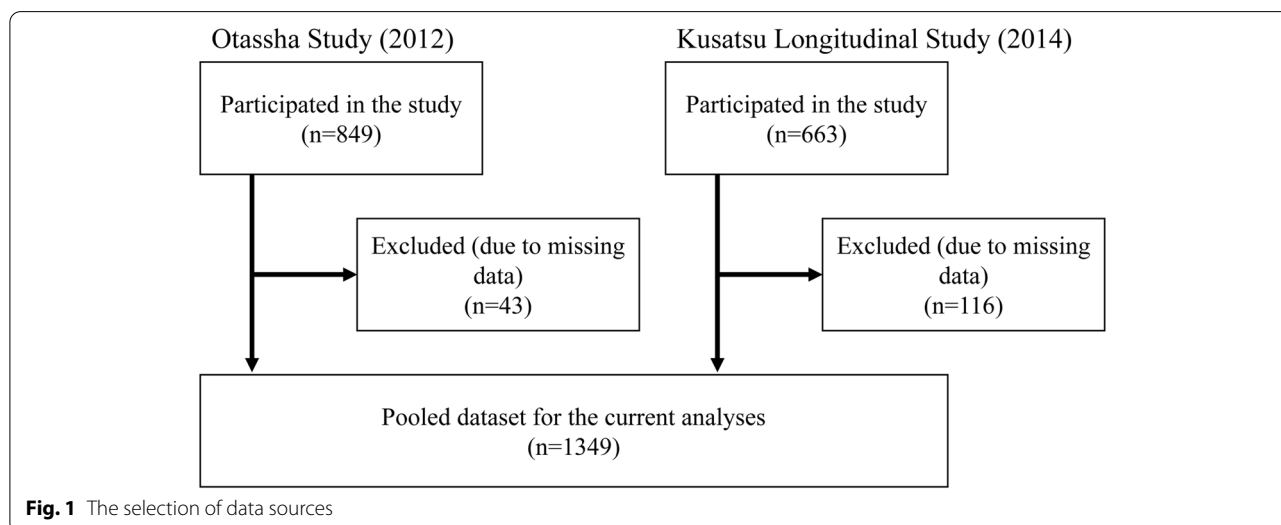 Otassha Study (2012)
Kusatsu Longitudinal Study (2014)
Participated in the study
(n=849)
Participated in the study
(n=663)
Excluded (due to missing
data)
(n=43)
Excluded (due to missing
data)
(n=116)
Pooled dataset for the current analyses
(n=1349)
Fig. 1 The selection of data sources